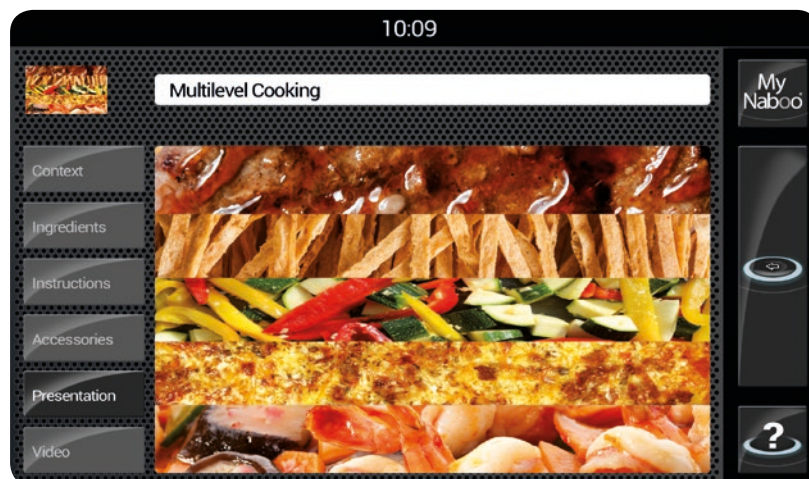 10:09
Multilevel Cooking
My
Naboo
Context
Ingredients
Instructions
Accessories
Presentation
Video
?